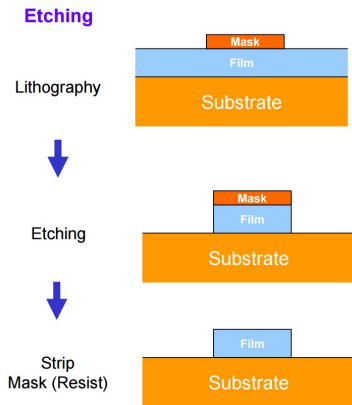 Etching
Mask
Film
Lithography
Substrate
Mask
Film
Etching
Substrate
Film
Strip
Mask (Resist)
Substrate